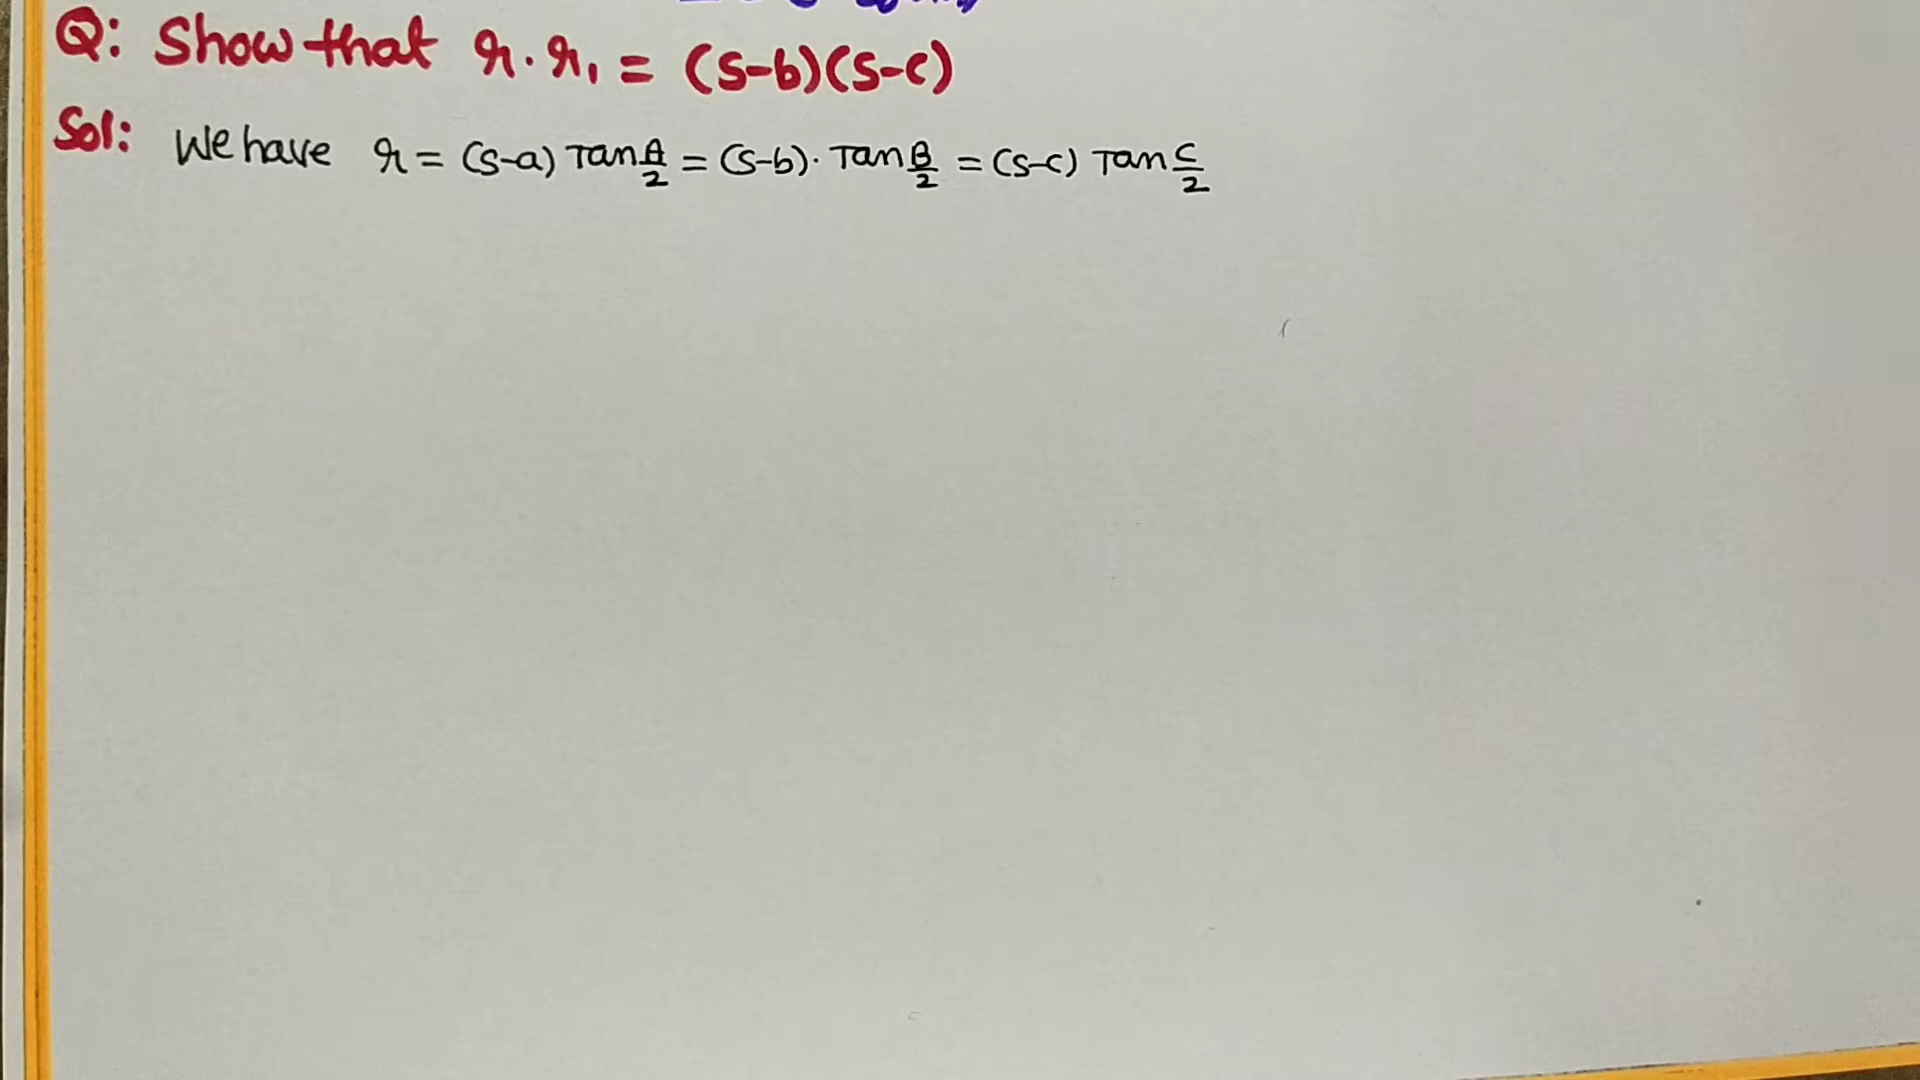 Q: Show that r.r₁ = (s-b)(s-c)
Sol: We have r = (s-a) Tan A/2 = (s-b). Tan B/2 = (s-c) Tan C/2